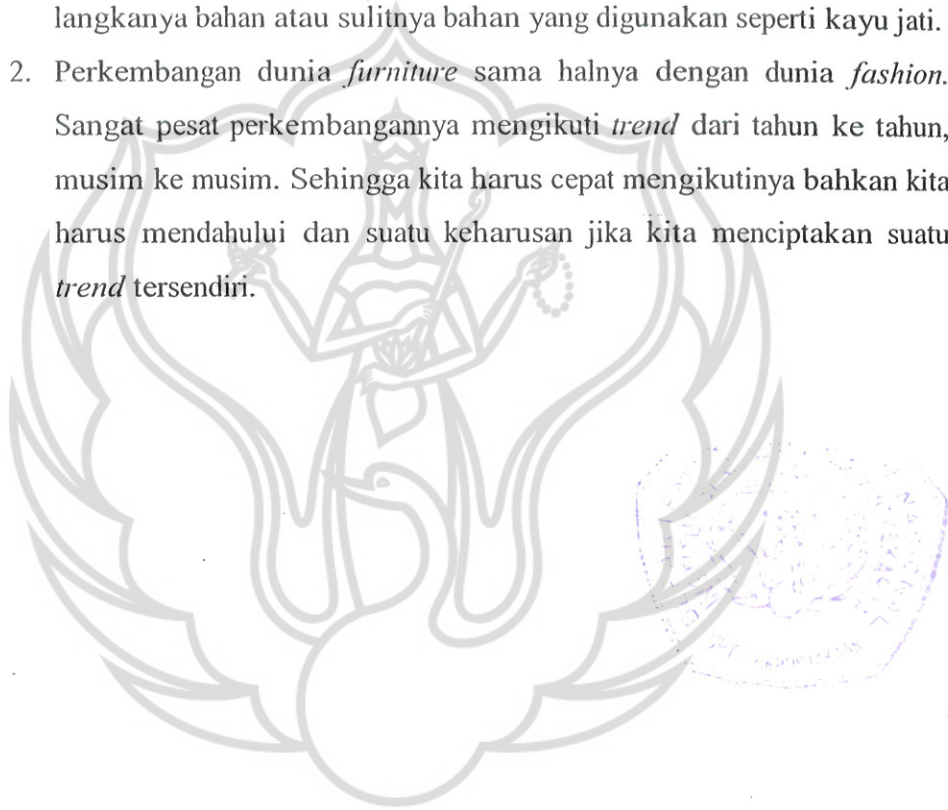 langkanya bahan atau sulitnya bahan yang digunakan seperti kayu jati.
2. Perkembangan dunia furniture sama halnya dengan dunia fashion.
Sangat pesat perkembangannya mengikuti trend dari tahun ke tahun,
musim ke musim. Sehingga kita harus cepat mengikutinya bahkan kita
harus mendahului dan suatu keharusan jika kita menciptakan suatu
trend tersendiri.